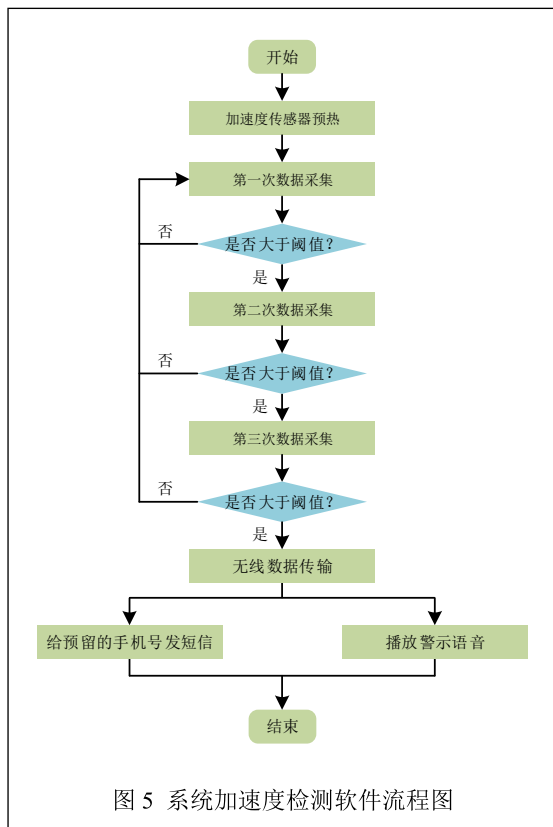 开始
加速度传感器预热
第一次数据采集
否
是否大于阈值？
是
第二次数据采集
否
是否大于阈值？
是
第三次数据采集
否
是否大于阈值？
是
无线数据传输
给预留的手机号发短信
播放警示语音
结束
图 5 系统加速度检测软件流程图